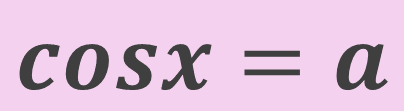 cosx = a